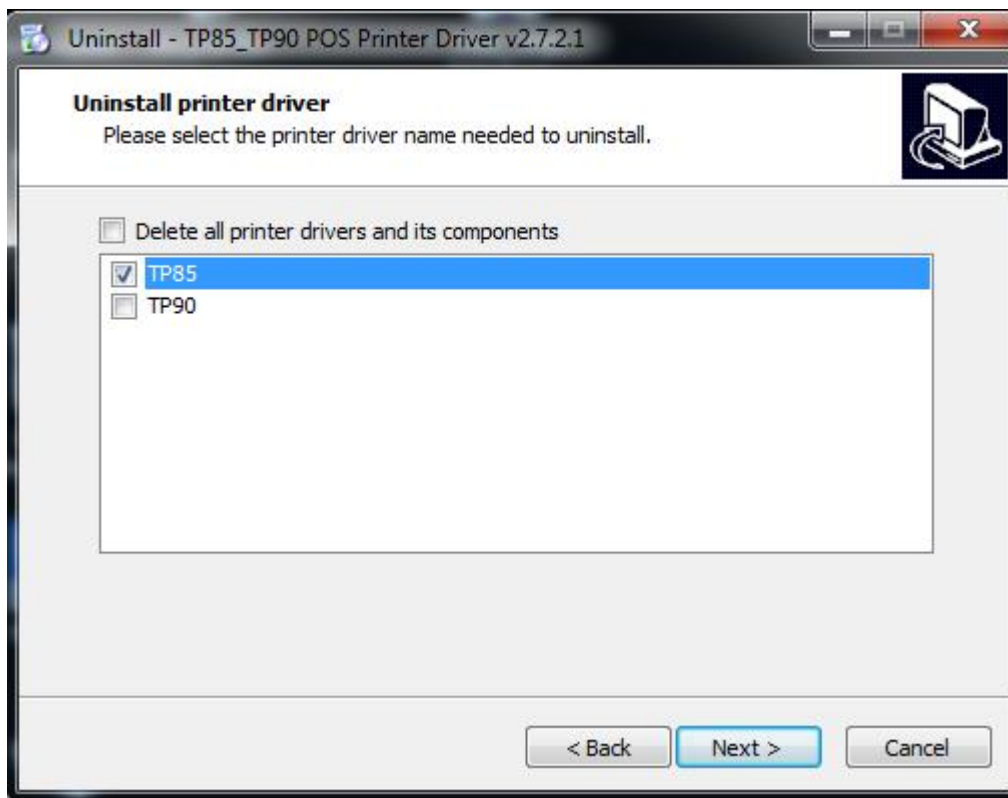 Uninstall - TP85_TP90 POS Printer Driver v2.7.2.1
Uninstall printer driver
Please select the printer driver name needed to uninstall.
Delete all printer drivers and its components
TP85
TP90
< Back
Next >
Cancel